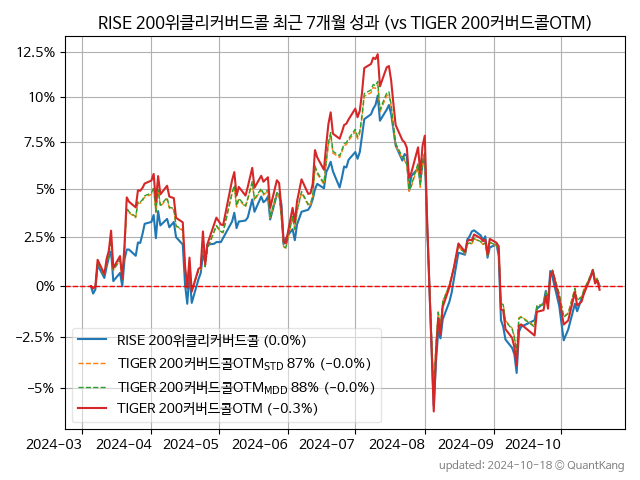 RISE 200위클리커버드콜 최근 7개월 성과 (vs TIGER 200커버드콜OTM)
12.5%
10%
7.5%
5%
2.5%
0%
−2.5%
−5%
RISE 200위클리커버드콜 (0.0%)
TIGER 200커버드콜OTM STD 87% (−0.0%)
TIGER 200커버드콜OTM MDD 88% (−0.0%)
TIGER 200커버드콜OTM (−0.3%)
2024-03 2024-04 2024-05 2024-06 2024-07 2024-08 2024-09 2024-10
updated: 2024-10-18 © QuantKang